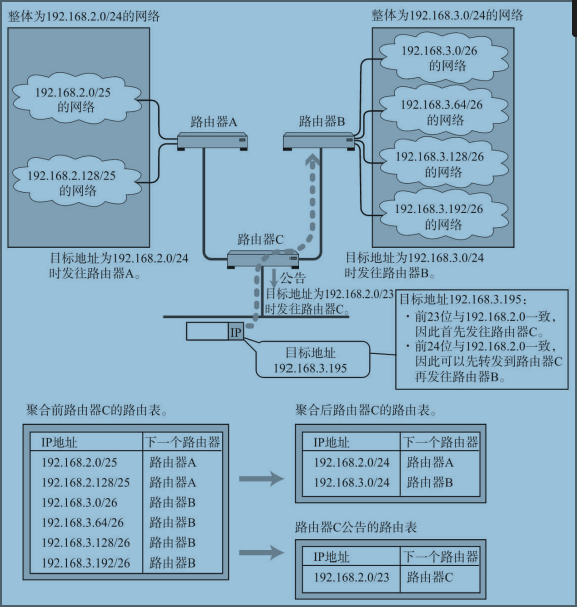 整体为192.168.2.0/24的网络
192.168.2.0/25
的网络
192.168.2.128/25
的网络
目标地址为192.168.2.0/24
时发往路由器A。
路由器A
路由器B
路由器C
整体为192.168.3.0/24的网络
192.168.3.0/26
的网络
192.168.3.64/26
的网络
192.168.3.128/26
的网络
192.168.3.192/26
的网络
目标地址为192.168.3.0/24
时发往路由器B。
公告
目标地址为192.168.2.0/23
时发往路由器C。
IP
目标地址
192.168.3.195
目标地址192.168.3.195：
·前23位与192.168.2.0一致，
因此首先发往路由器C。
·前24位与192.168.2.0一致，
因此可以先转发到路由器C
再发往路由器B。
聚合前路由器C的路由表。
IP地址 下一个路由器
192.168.2.0/25 路由器A
192.168.2.128/25 路由器A
192.168.3.0/26 路由器B
192.168.3.64/26 路由器B
192.168.3.128/26 路由器B
192.168.3.192/26 路由器B
聚合后路由器C的路由表。
IP地址 下一个路由器
192.168.2.0/24 路由器A
192.168.3.0/24 路由器B
路由器C公告的路由表
IP地址 下一个路由器
192.168.2.0/23 路由器C